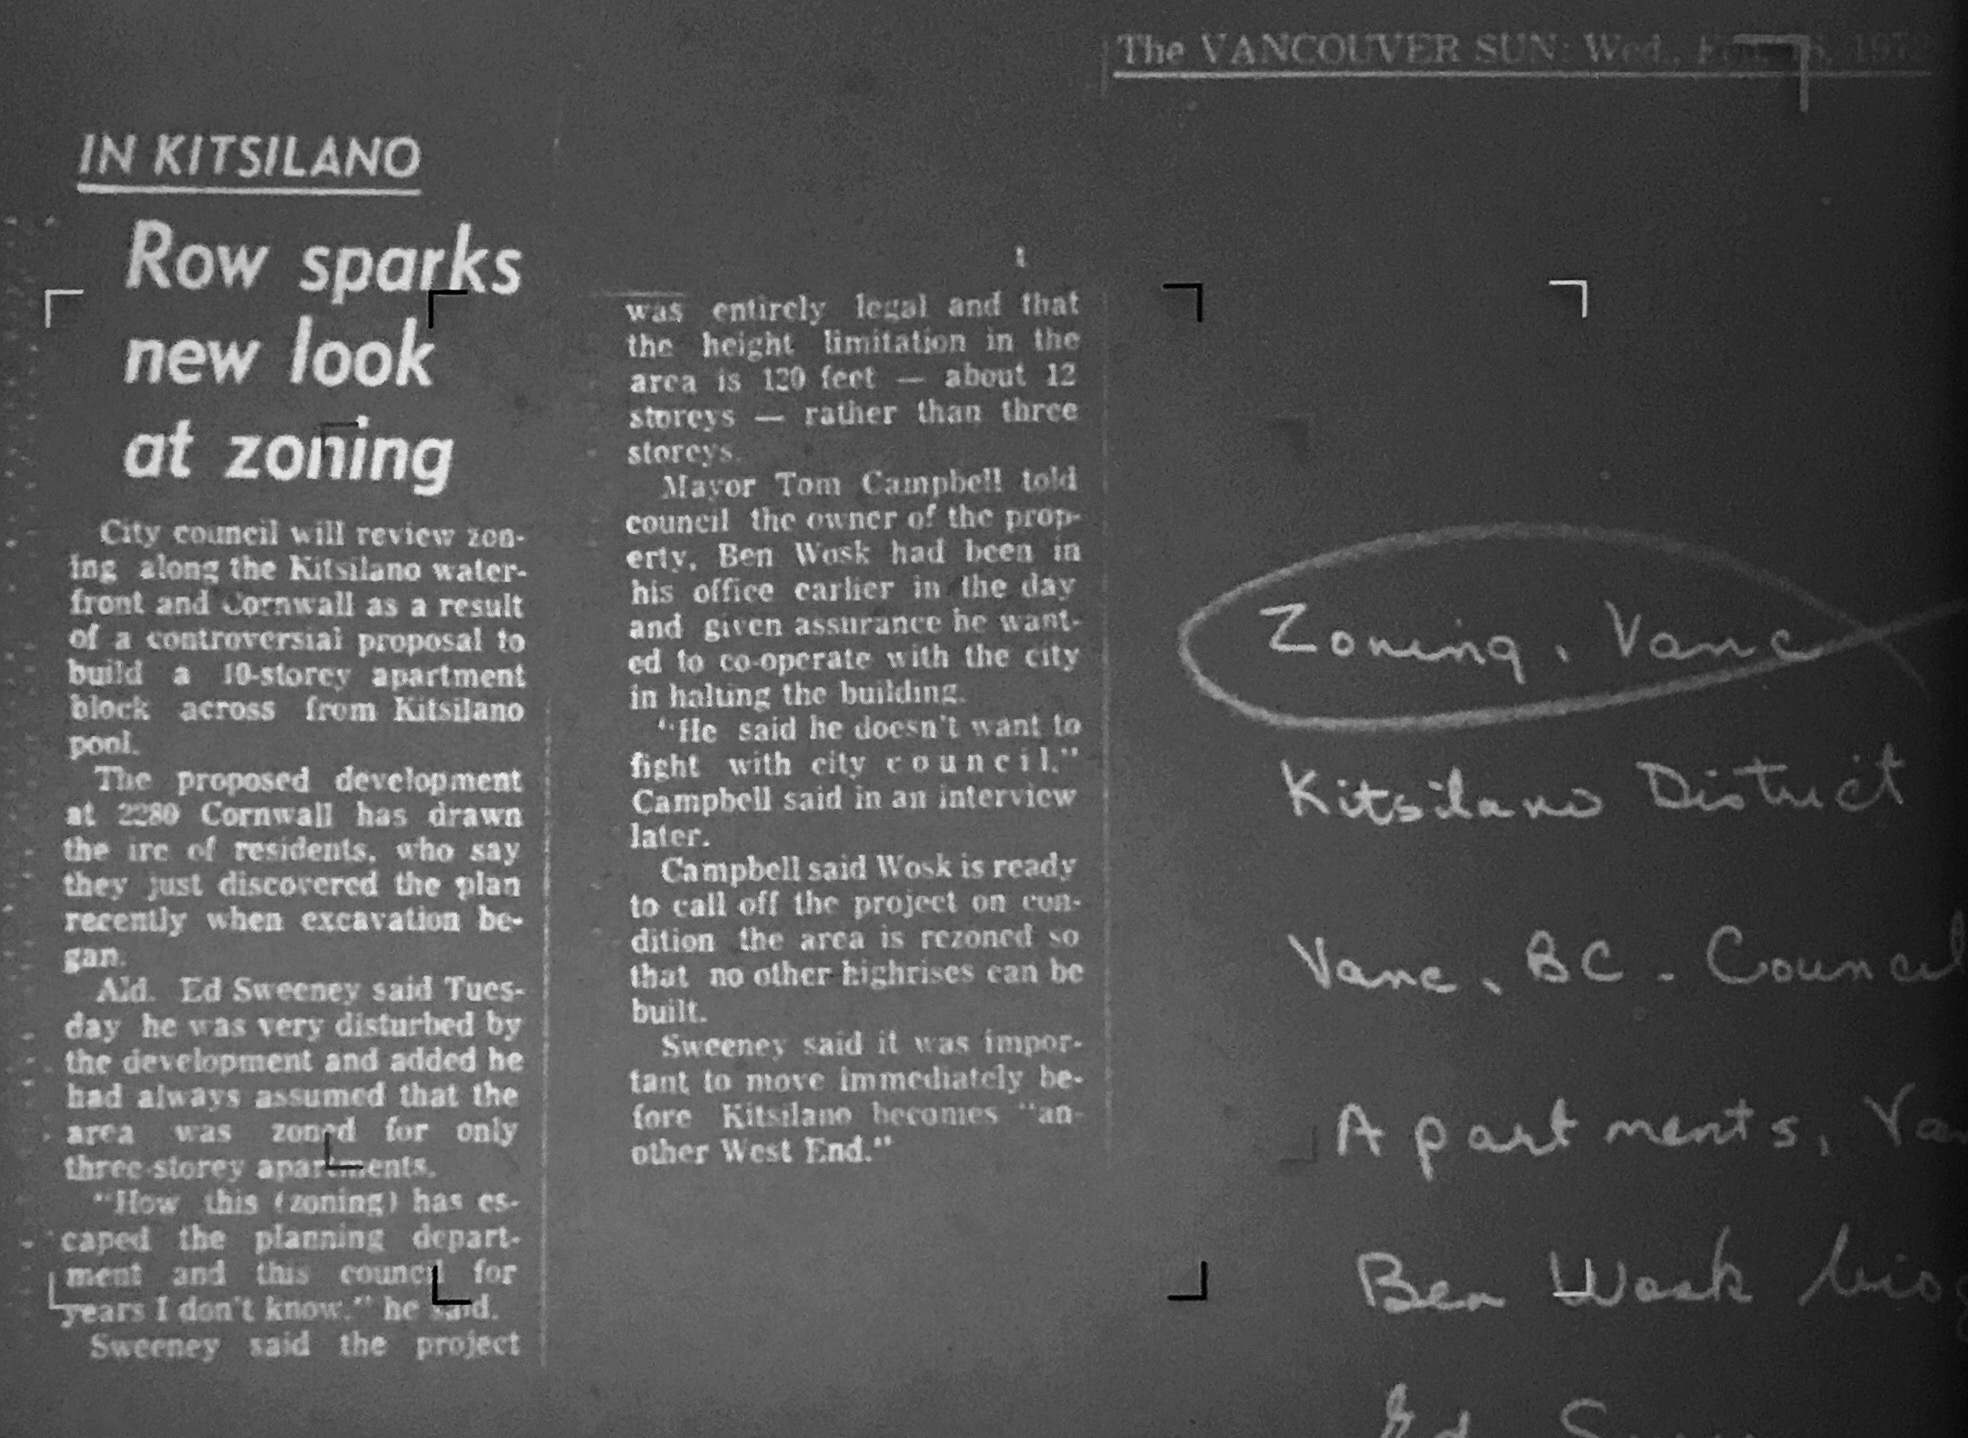 The VANCOUVER SUN: Wed., 1972
IN KITSILANO
Row sparks
new look
at zoning
City council will review zon-
ing along the Kitsilano water-
front and Cornwall as a result
of a controversial proposal to
build a 10-storey apartment
block across from Kitsilano
pool.
The proposed development
at 2280 Cornwall has drawn
the ire of residents, who say
they just discovered the plan
recently when excavation be-
gan.
Ald. Ed Sweeney said Tues-
day he was very disturbed by
the development and added he
had always assumed that the
area was zoned for only
three-storey apartments.
"How this (zoning) has es-
caped the planning depart-
ment and this council for
years I don't know." he said.
Sweeney said the project
was entirely legal and that
the height limitation in the
area is 120 feet — about 12
storeys — rather than three
storeys.
Mayor Tom Campbell told
council the owner of the prop-
erty, Ben Wosk had been in
his office earlier in the day
and given assurance he want-
ed to co-operate with the city
in halting the building.
"He said he doesn't want to
fight with city council."
Campbell said in an interview
later.
Campbell said Wosk is ready
to call off the project on con-
dition the area is rezoned so
that no other highrises can be
built.
Sweeney said it was impor-
tant to move immediately be-
fore Kitsilano becomes "an-
other West End."
Zoning, Vanc
Kitsilano District
Vanc. BC - Council
Apartments, Van
Ben Wosk biog
Ed